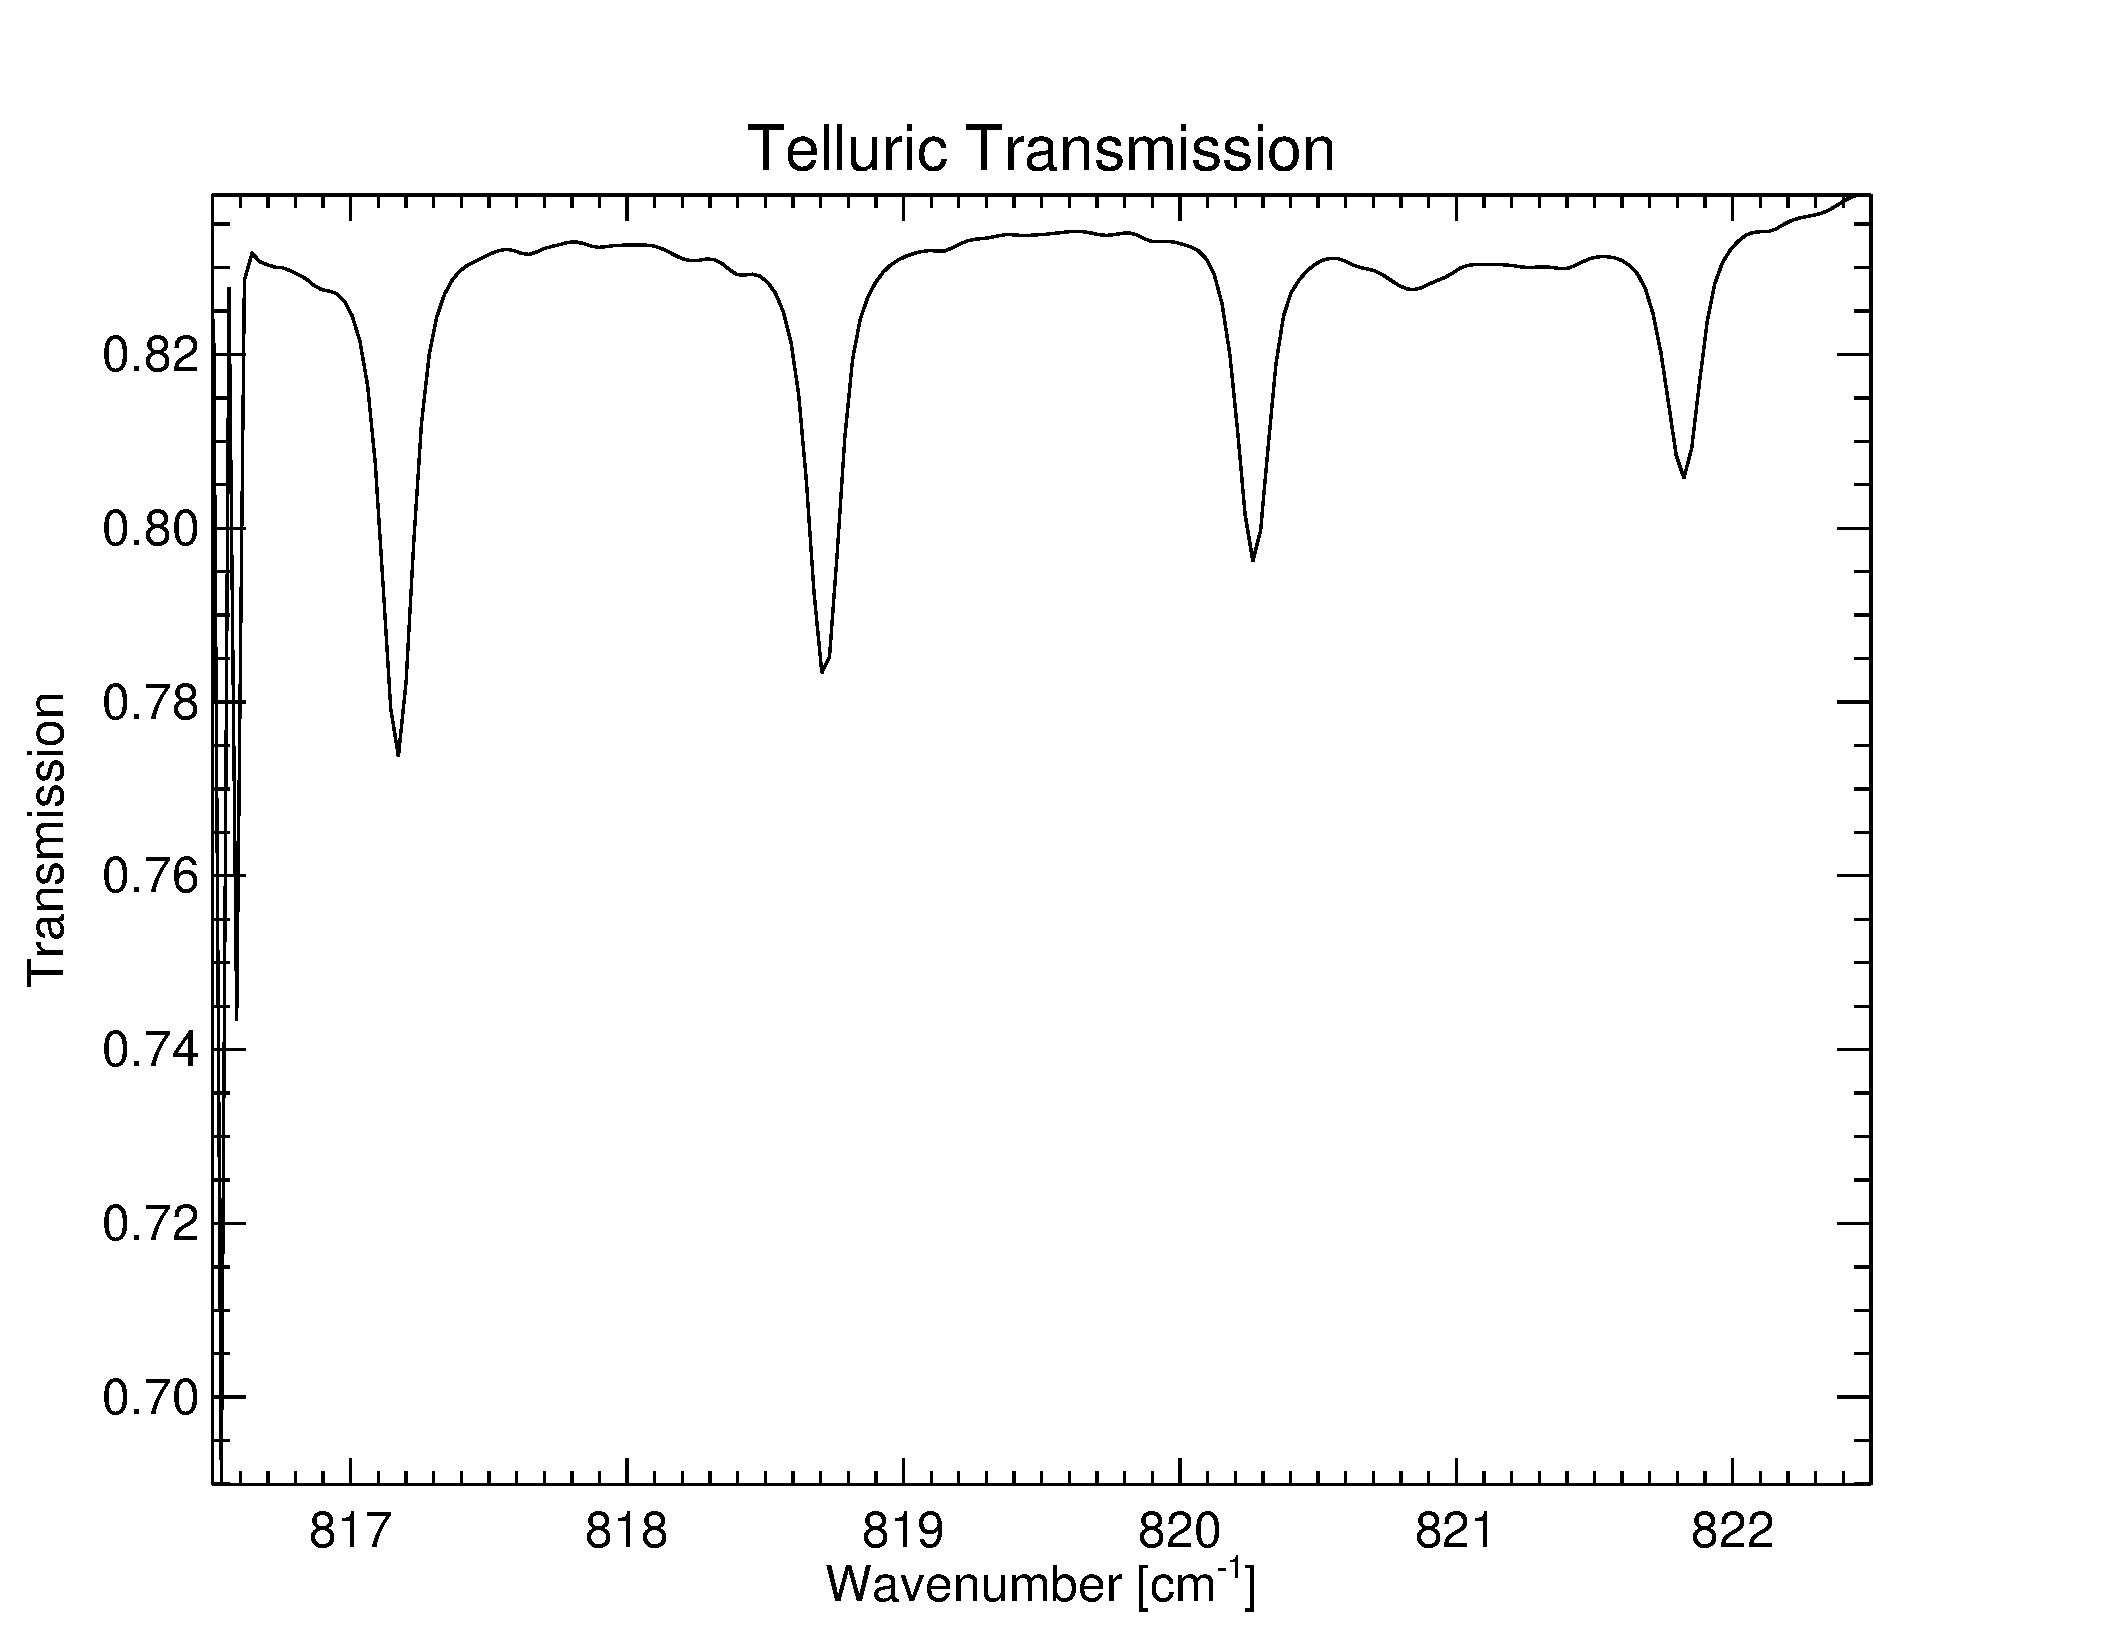 Telluric Transmission
Transmission
0.82
0.80
0.78
0.76
0.74
0.72
0.70
817 818 819 820 821 822
Wavenumber [cm-1]